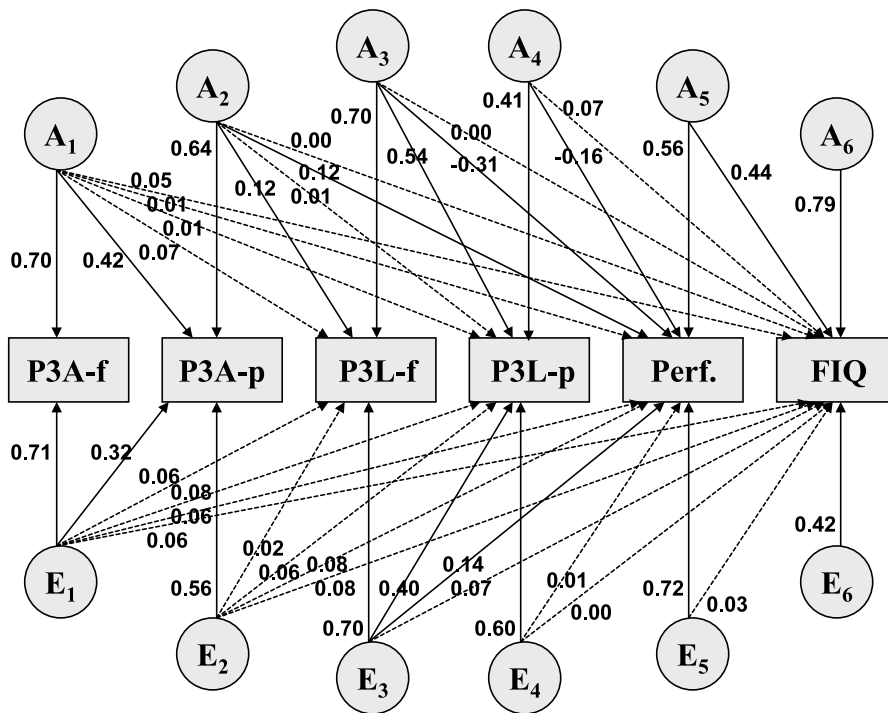 A3
A4
A2
A5
A1
A6
0.41
0.07
0.70
0.00
0.00
0.56
0.64
0.54
-0.31
-0.16
0.44
0.12
0.12
0.05
0.01
0.79
0.01
0.01
0.07
0.70
0.42
P3A-f
P3A-p
P3L-f
P3L-p
Perf.
FIQ
0.71
0.32
0.06
0.08
0.06
0.06
0.42
0.02
0.06
0.08
0.14
0.56
0.08
0.40
0.07
0.01
0.72
0.03
0.00
0.70
0.60
E1
E6
E2
E5
E3
E4